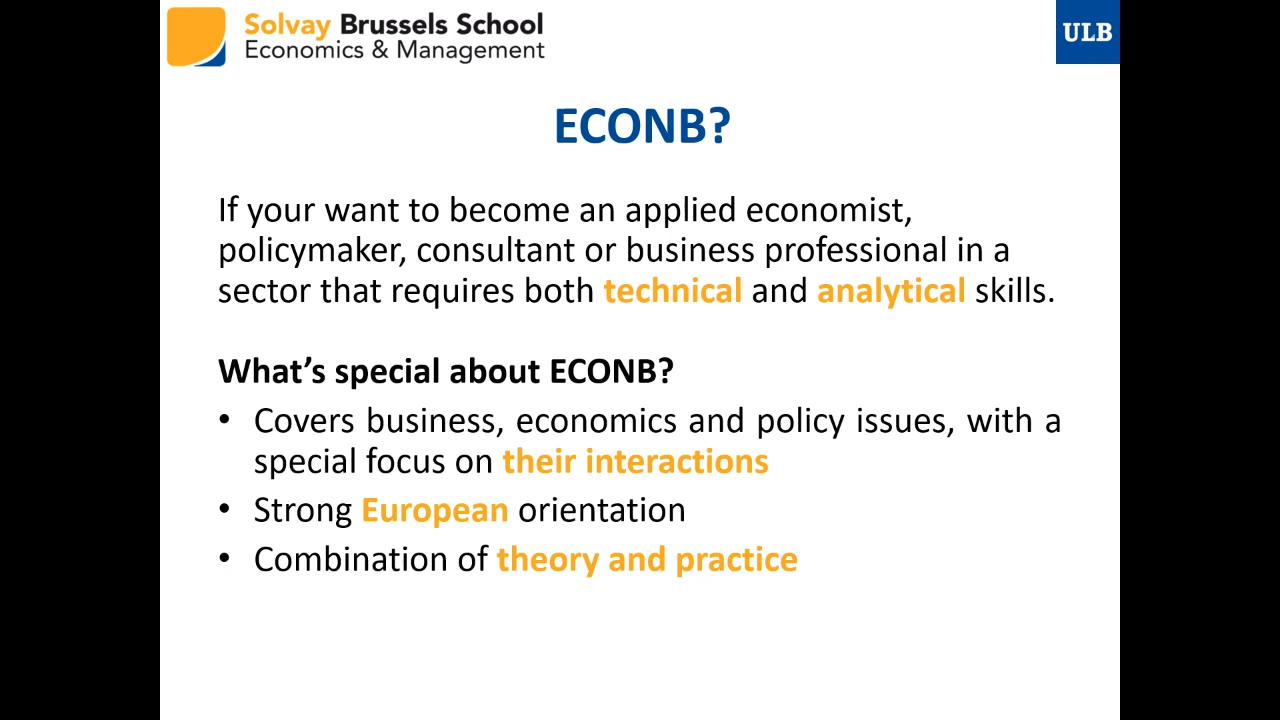 Solvay Brussels School
Economics & Management
ULB
ECONB?
If your want to become an applied economist,
policymaker, consultant or business professional in a
sector that requires both technical and analytical skills.
What’s special about ECONB?
• Covers business, economics and policy issues, with a
special focus on their interactions
• Strong European orientation
• Combination of theory and practice